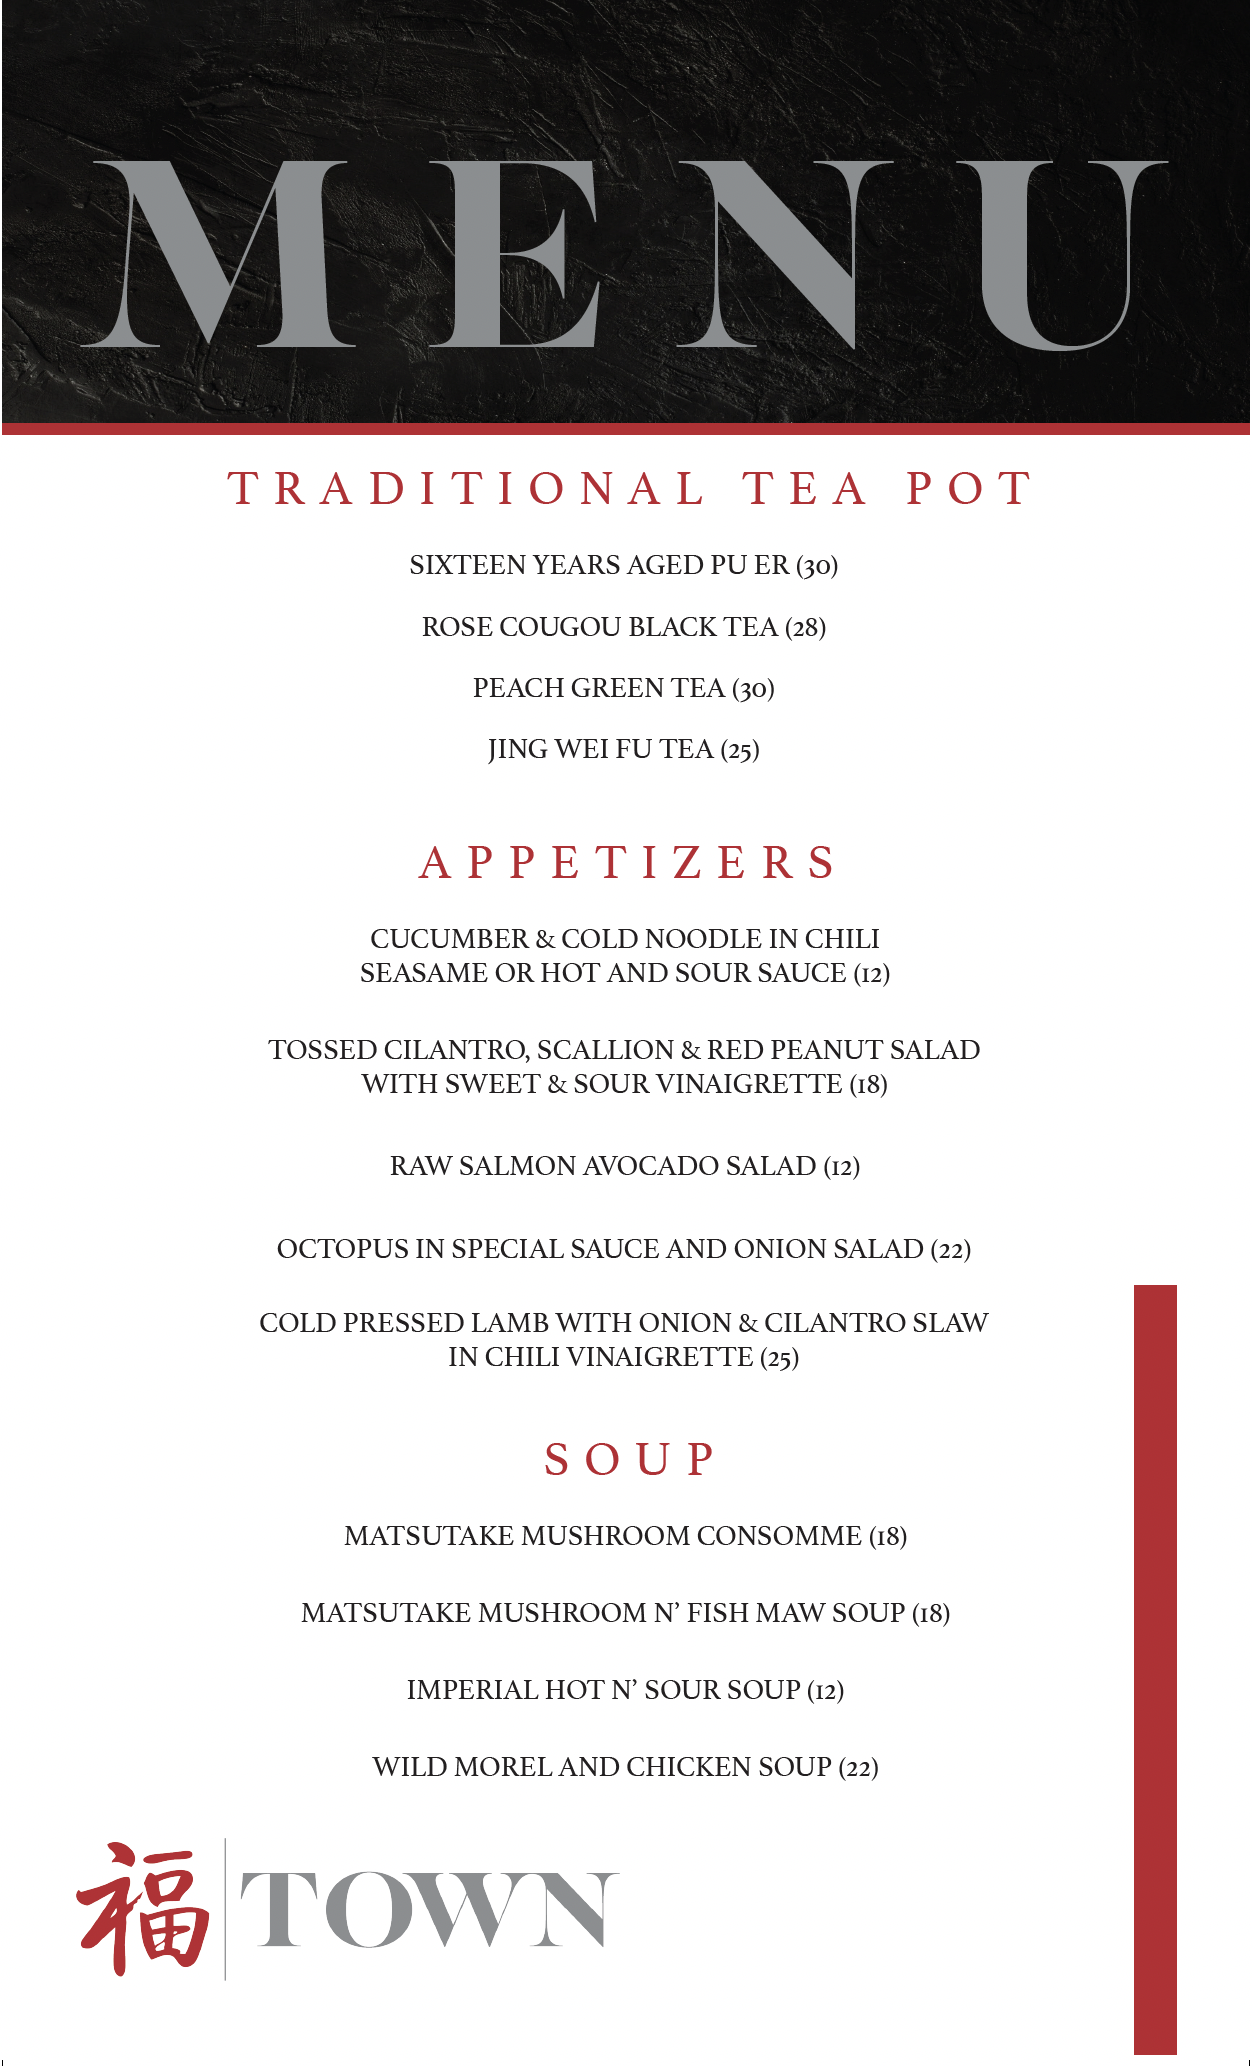 MENU
TRADITIONAL TEA POT
SIXTEEN YEARS AGED PU ER (30)
ROSE COUGOU BLACK TEA (28)
PEACH GREEN TEA (30)
JING WEI FU TEA (25)
APPETIZERS
CUCUMBER & COLD NOODLE IN CHILI
SEASAME OR HOT AND SOUR SAUCE (12)
TOSSED CILANTRO, SCALLION & RED PEANUT SALAD
WITH SWEET & SOUR VINAIGRETTE (18)
RAW SALMON AVOCADO SALAD (12)
OCTOPUS IN SPECIAL SAUCE AND ONION SALAD (22)
COLD PRESSED LAMB WITH ONION & CILANTRO SLAW
IN CHILI VINAIGRETTE (25)
SOUP
MATSUTAKE MUSHROOM CONSOMME (18)
MATSUTAKE MUSHROOM N’ FISH MAW SOUP (18)
IMPERIAL HOT N’ SOUR SOUP (12)
WILD MOREL AND CHICKEN SOUP (22)
福 TOWN